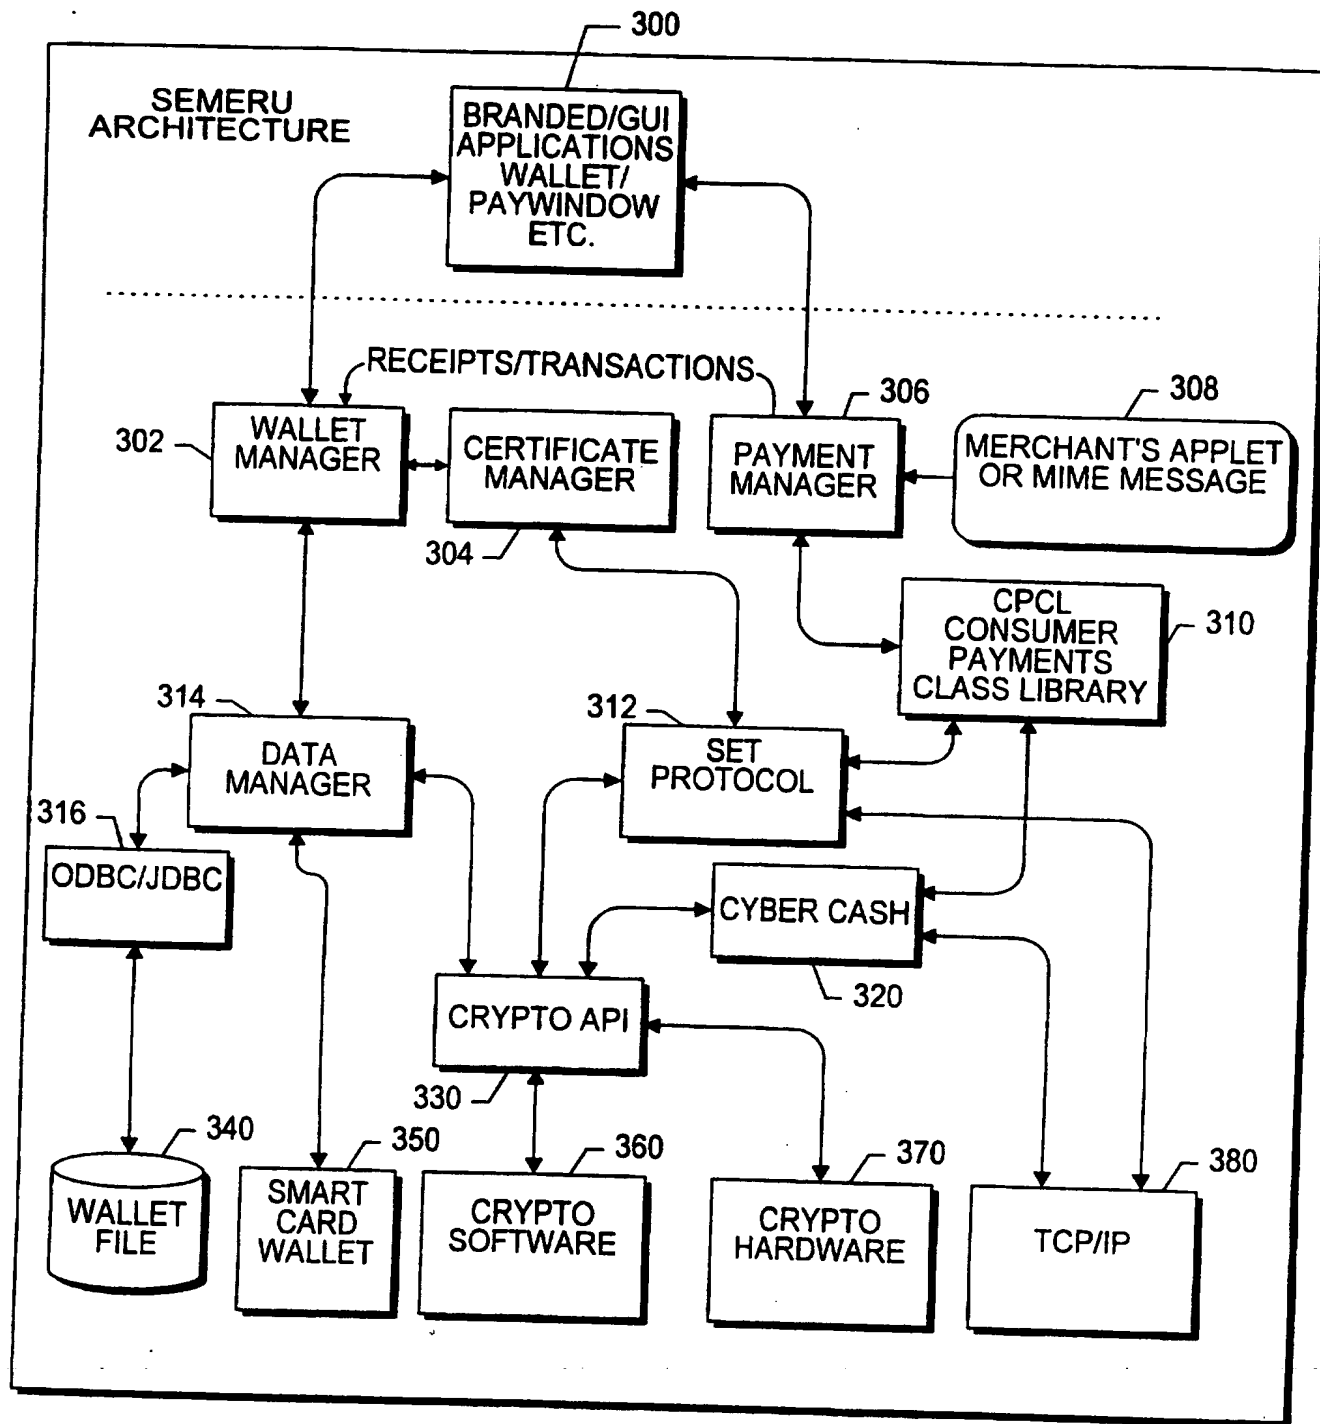 300
SEMERU
ARCHITECTURE
BRANDED/GUI
APPLICATIONS
WALLET/
PAYWINDOW
ETC.
RECEIPTS/TRANSACTIONS
306
308
302
WALLET
MANAGER
CERTIFICATE
MANAGER
PAYMENT
MANAGER
MERCHANT'S APPLET
OR MIME MESSAGE
304
CPCL
CONSUMER
PAYMENTS
CLASS LIBRARY
310
314
312
DATA
MANAGER
SET
PROTOCOL
316
ODBC/JDBC
CYBER CASH
320
CRYPTO API
330
340
350
360
370
380
WALLET
FILE
SMART
CARD
WALLET
CRYPTO
SOFTWARE
CRYPTO
HARDWARE
TCP/IP